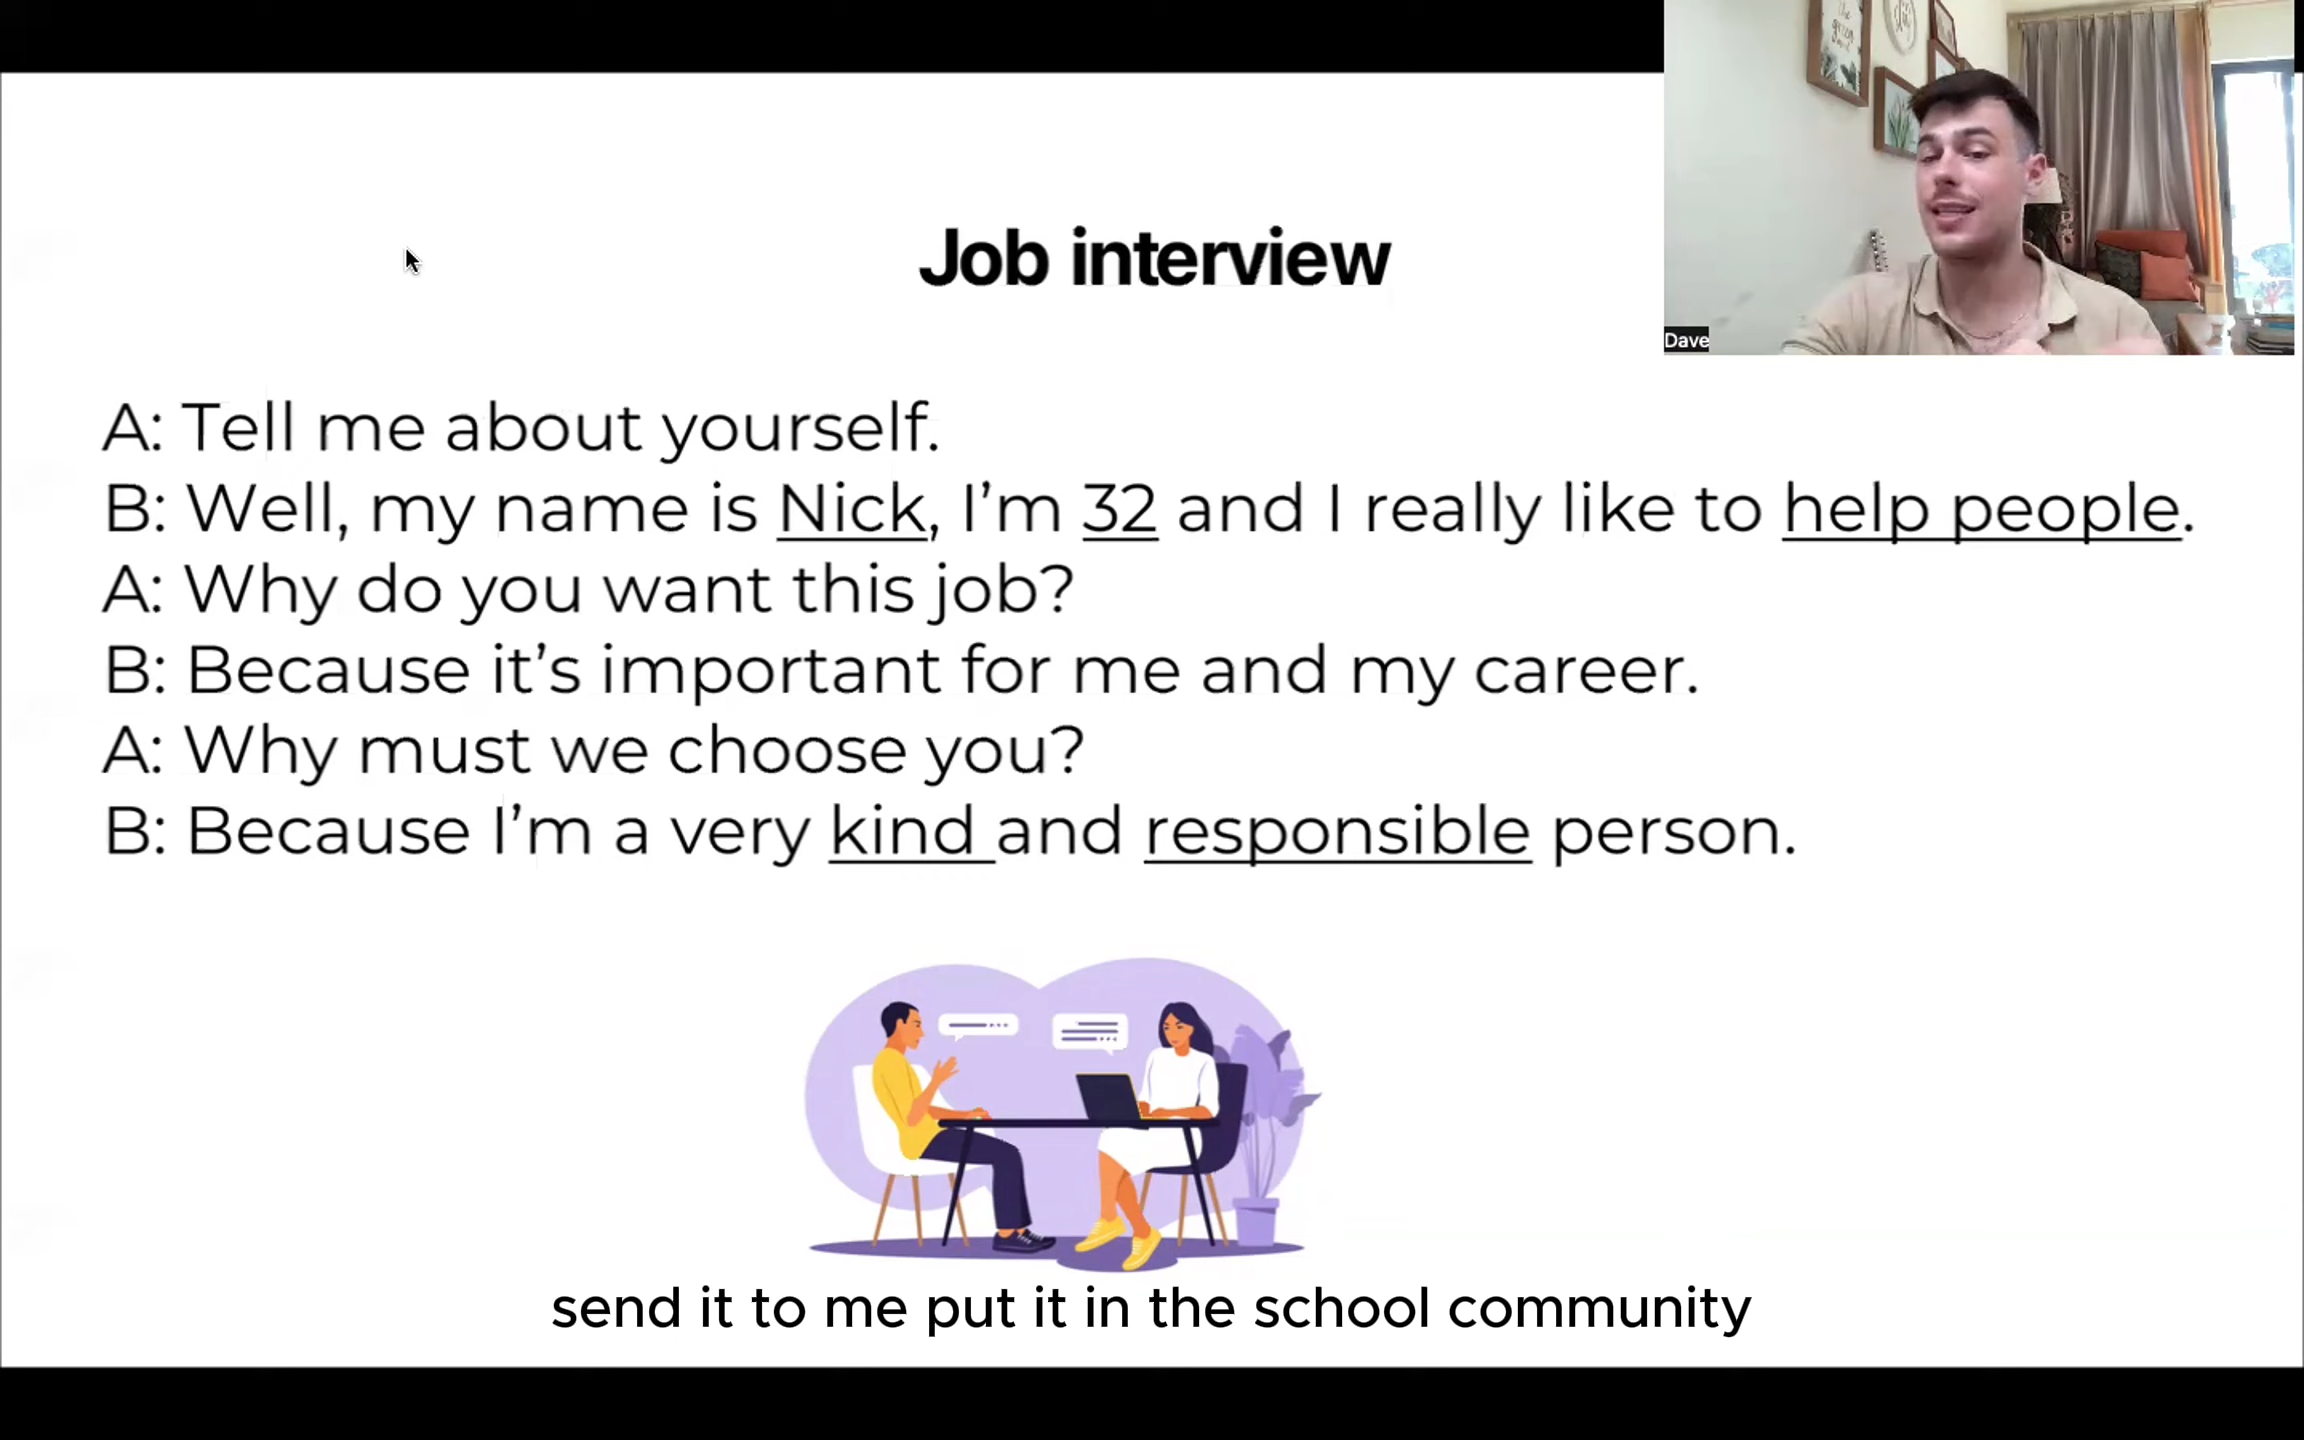 Job interview
Dave
A: Tell me about yourself.
B: Well, my name is Nick, I’m 32 and I really like to help people.
A: Why do you want this job?
B: Because it’s important for me and my career.
A: Why must we choose you?
B: Because I’m a very kind and responsible person.
send it to me put it in the school community